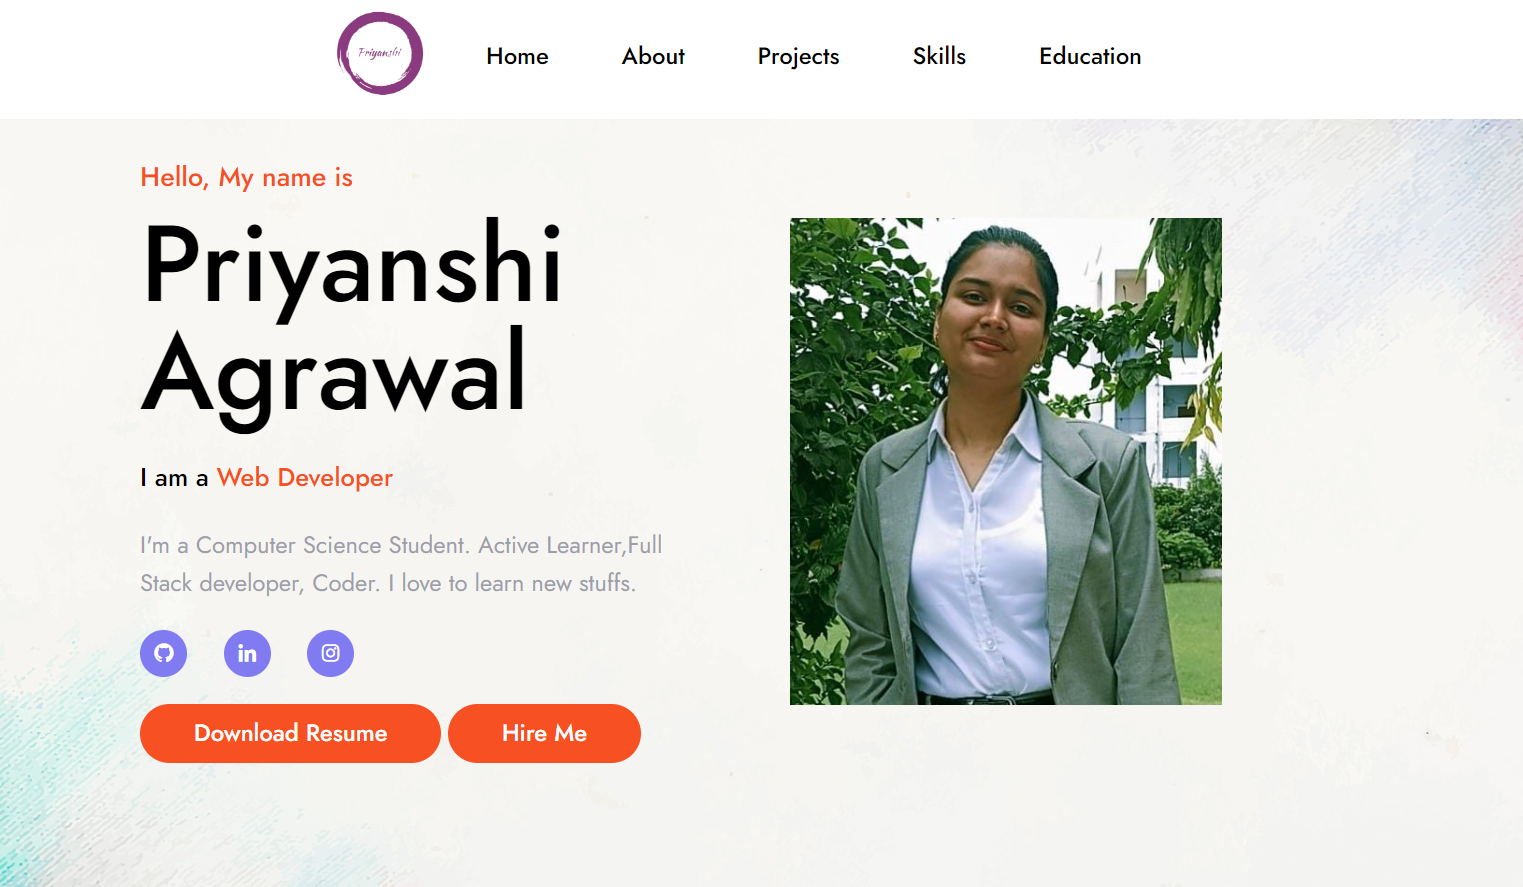 Priyanshi
Home About Projects Skills Education
Hello, My name is
Priyanshi
Agrawal
I am a Web Developer
I'm a Computer Science Student. Active Learner,Full
Stack developer, Coder. I love to learn new stuffs.
in
Download Resume Hire Me